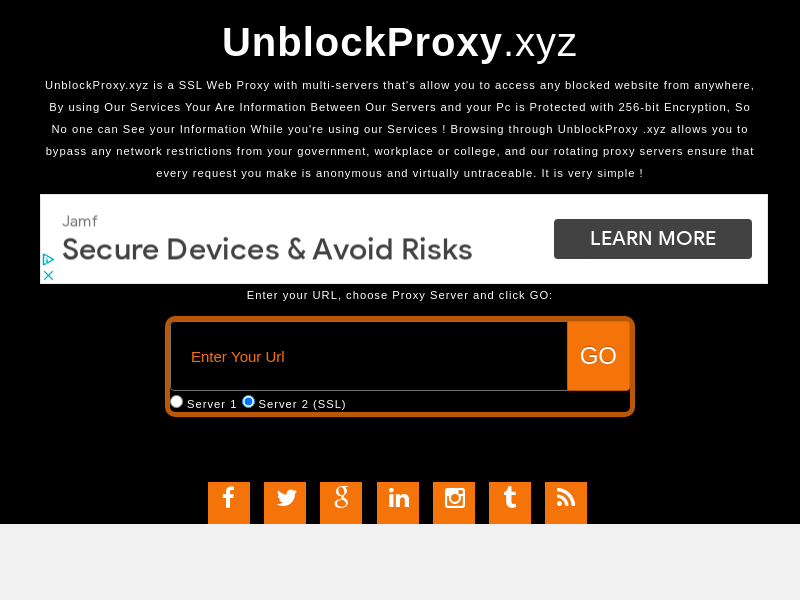 UnblockProxy.xyz
UnblockProxy.xyz is a SSL Web Proxy with multi-servers that's allow you to access any blocked website from anywhere,
By using Our Services Your Are Information Between Our Servers and your Pc is Protected with 256-bit Encryption, So
No one can See your Information While you're using our Services ! Browsing through UnblockProxy .xyz allows you to
bypass any network restrictions from your government, workplace or college, and our rotating proxy servers ensure that
every request you make is anonymous and virtually untraceable. It is very simple !
Jamf
Secure Devices & Avoid Risks
LEARN MORE
Enter your URL, choose Proxy Server and click GO:
Enter Your Url
GO
Server 1 Server 2 (SSL)